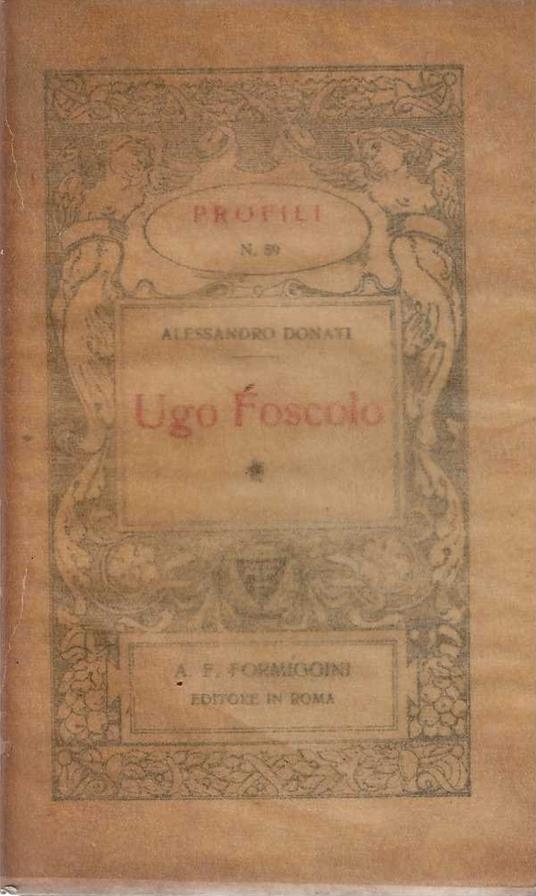 PROFILI
N. 59
ALESSANDRO DONATI
Ugo Foscolo
A. F. FORMIGGINI
EDITORE IN ROMA